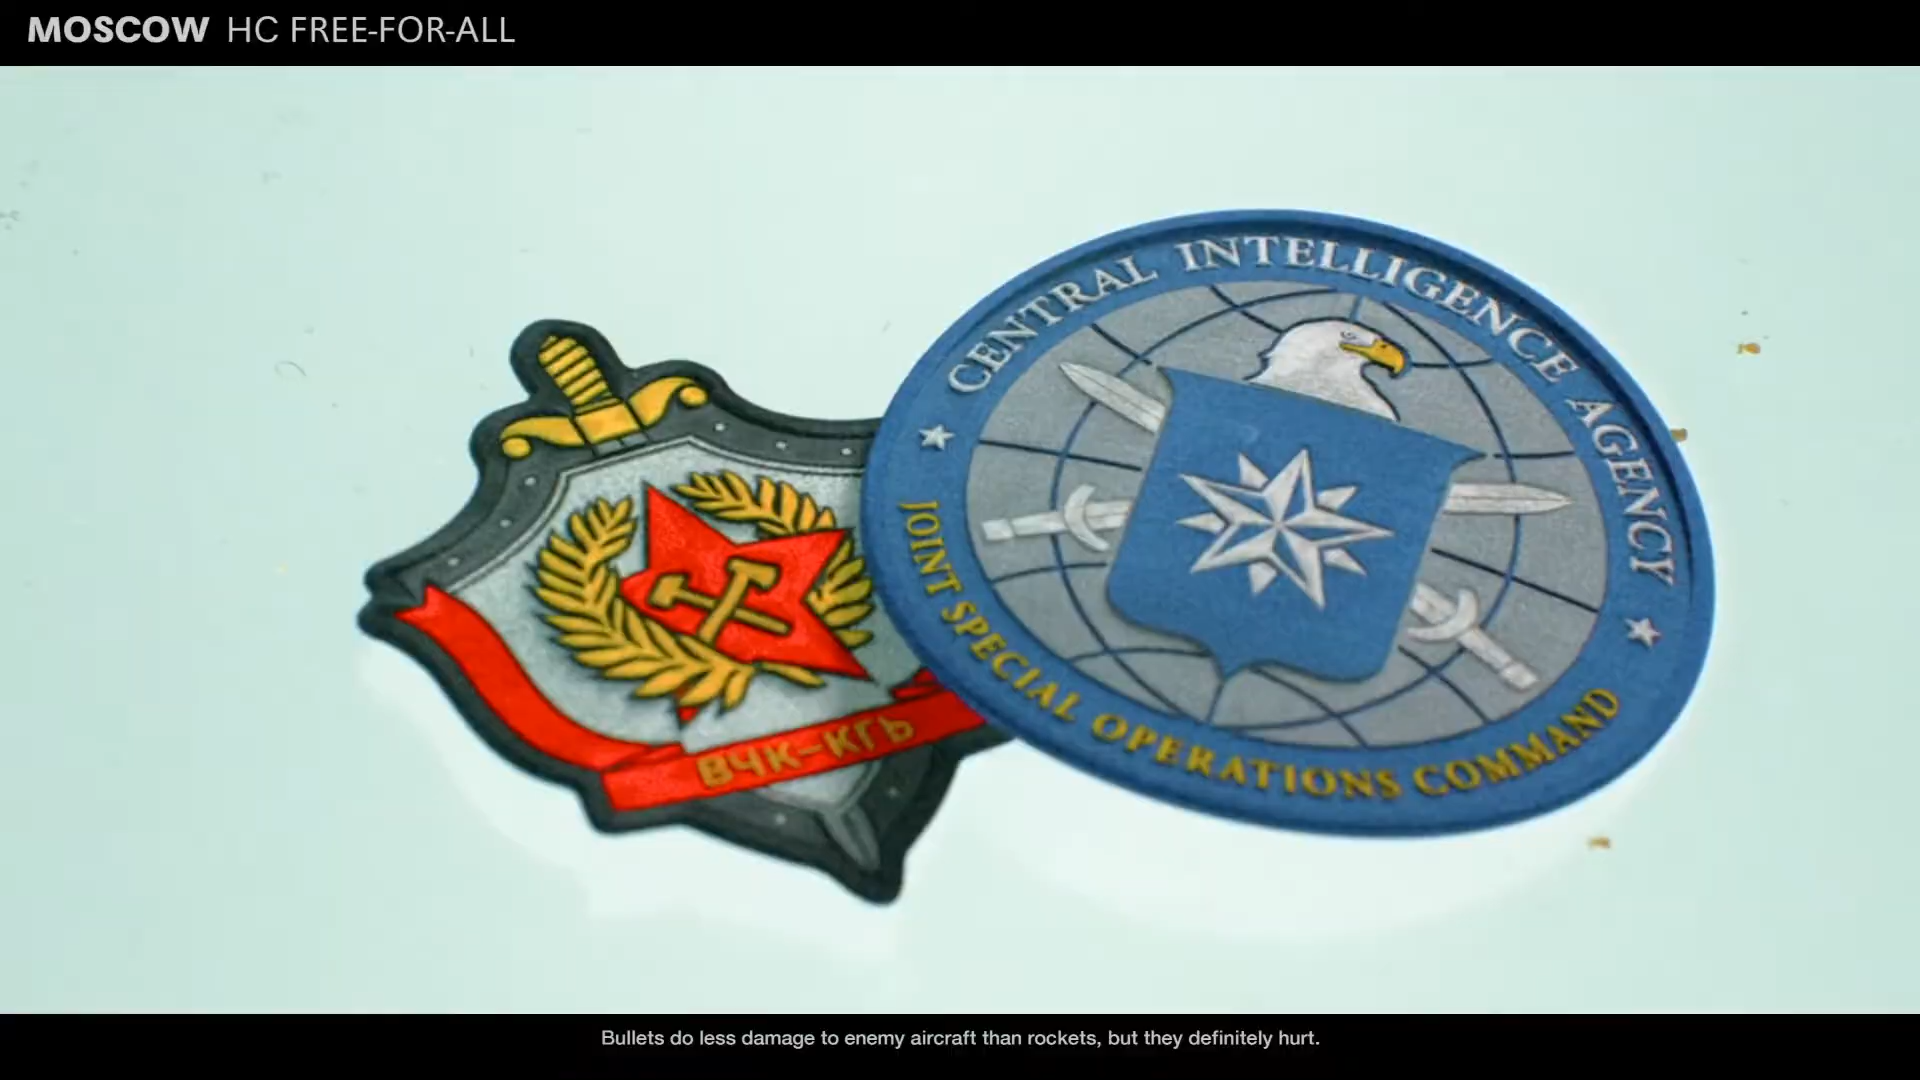 MOSCOW HC FREE-FOR-ALL
CENTRAL INTELLIGENCE AGENCY
JOINT SPECIAL OPERATIONS COMMAND
ВЧК–КГЬ
Bullets do less damage to enemy aircraft than rockets, but they definitely hurt.